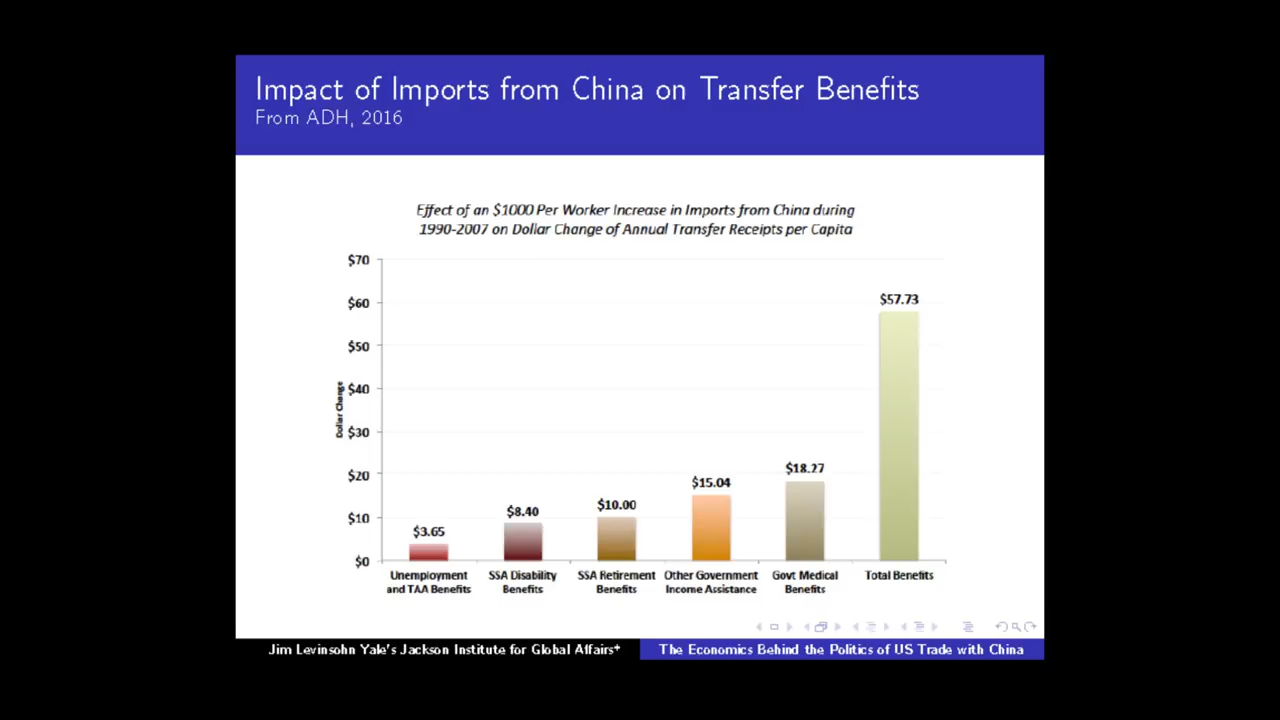 Impact of Imports from China on Transfer Benefits
From ADH, 2016
Effect of an $1000 Per Worker Increase in Imports from China during
1990-2007 on Dollar Change of Annual Transfer Receipts per Capita
Dollar Change
$70
$60
$50
$40
$30
$20
$10
$0
$3.65
$8.40
$10.00
$15.04
$18.27
$57.73
Unemployment
and TAA Benefits
SSA Disability
Benefits
SSA Retirement
Benefits
Other Government
Income Assistance
Govt Medical
Benefits
Total Benefits
Jim Levinsohn Yale's Jackson Institute for Global Affairs*
The Economics Behind the Politics of US Trade with China